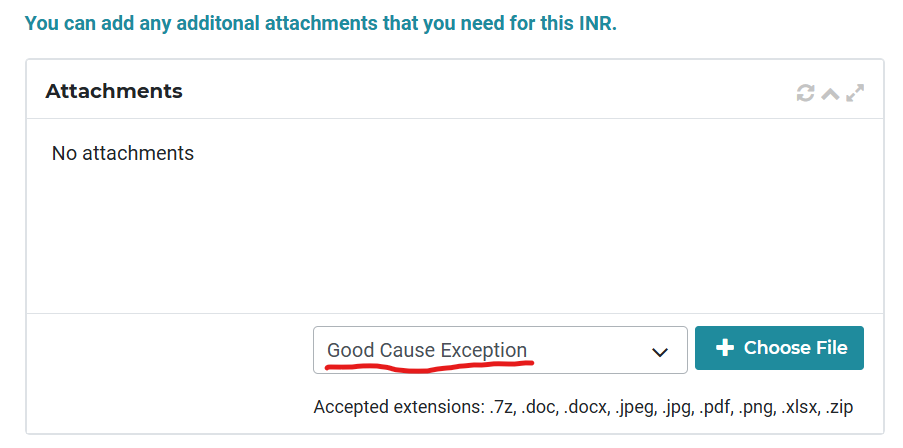 You can add any additonal attachments that you need for this INR.
Attachments
No attachments
Good Cause Exception
Choose File
Accepted extensions: .7z, .doc, .docx, .jpeg, .jpg, .pdf, .png, .xlsx, .zip